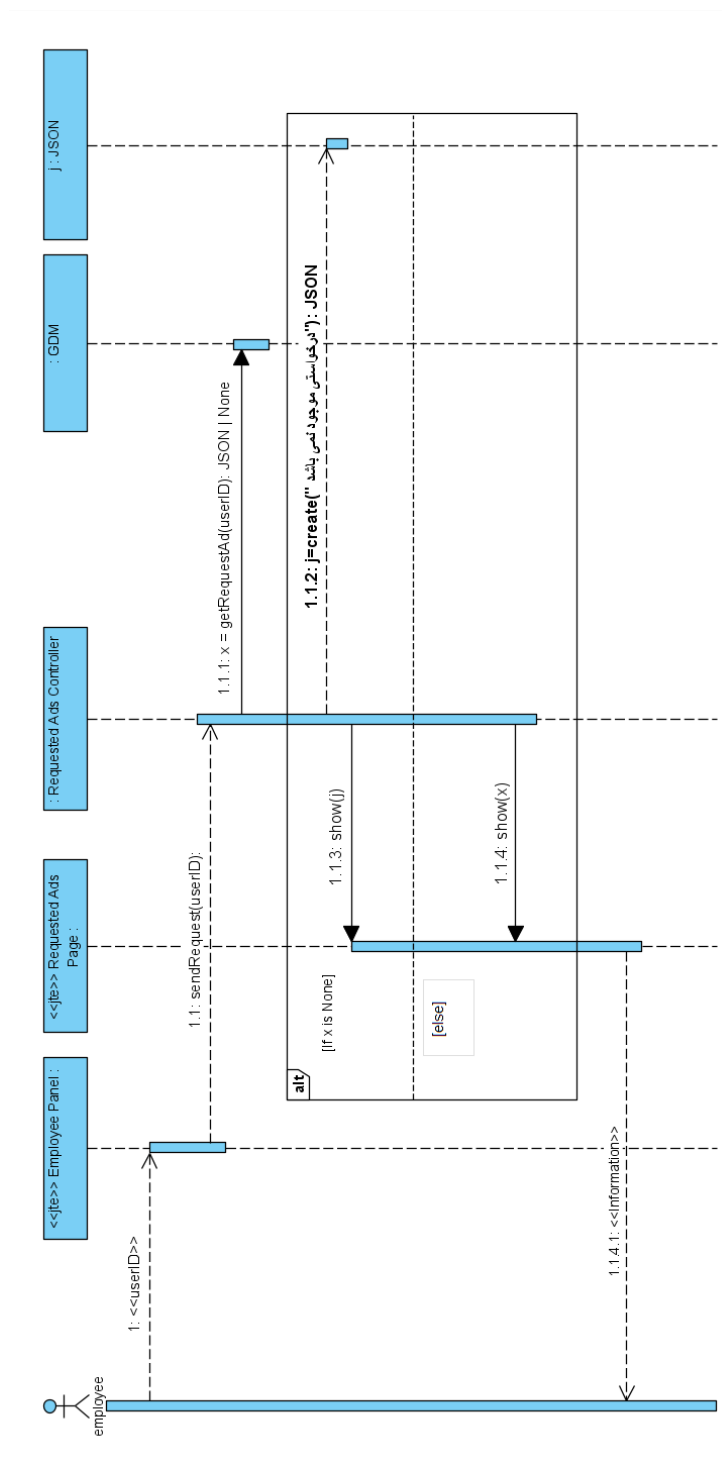 employee
<<jte>> Employee Panel :
<<jte>> Requested Ads
Page :
: Requested Ads Controller
: GDM
j : JSON
1: <<userID>>
1.1: sendRequest(userID):
1.1.1: x = getRequestAd(userID): JSON | None
alt
[If x is None]
1.1.2: j=create("درخواستی موجود نمی باشد"): JSON
1.1.3: show(j)
[else]
1.1.4: show(x)
1.1.4.1: <<Information>>